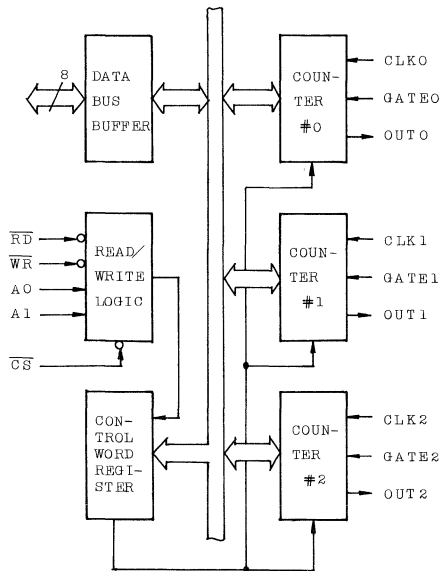 8
DATA
BUS
BUFFER
COUN-
TER
#0
CLK0
GATE0
OUT0
RD
WR
A0
A1
CS
READ/
WRITE
LOGIC
COUN-
TER
#1
CLK1
GATE1
OUT1
CON-
TROL
WORD
REGI-
STER
COUN-
TER
#2
CLK2
GATE2
OUT2